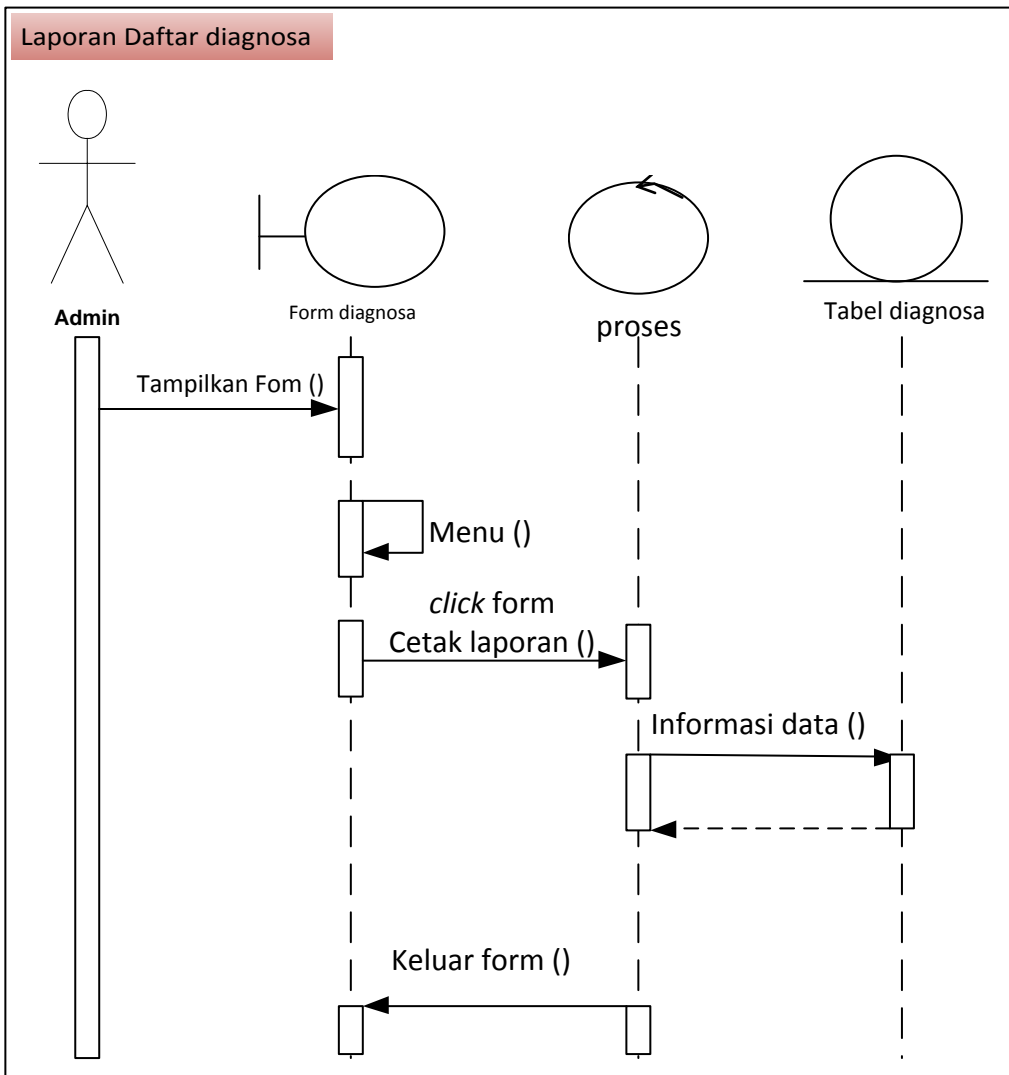 Laporan Daftar diagnosa
Admin
Form diagnosa
proses
Tabel diagnosa
Tampilkan Fom ()
Menu ()
click form
Cetak laporan ()
Informasi data ()
Keluar form ()